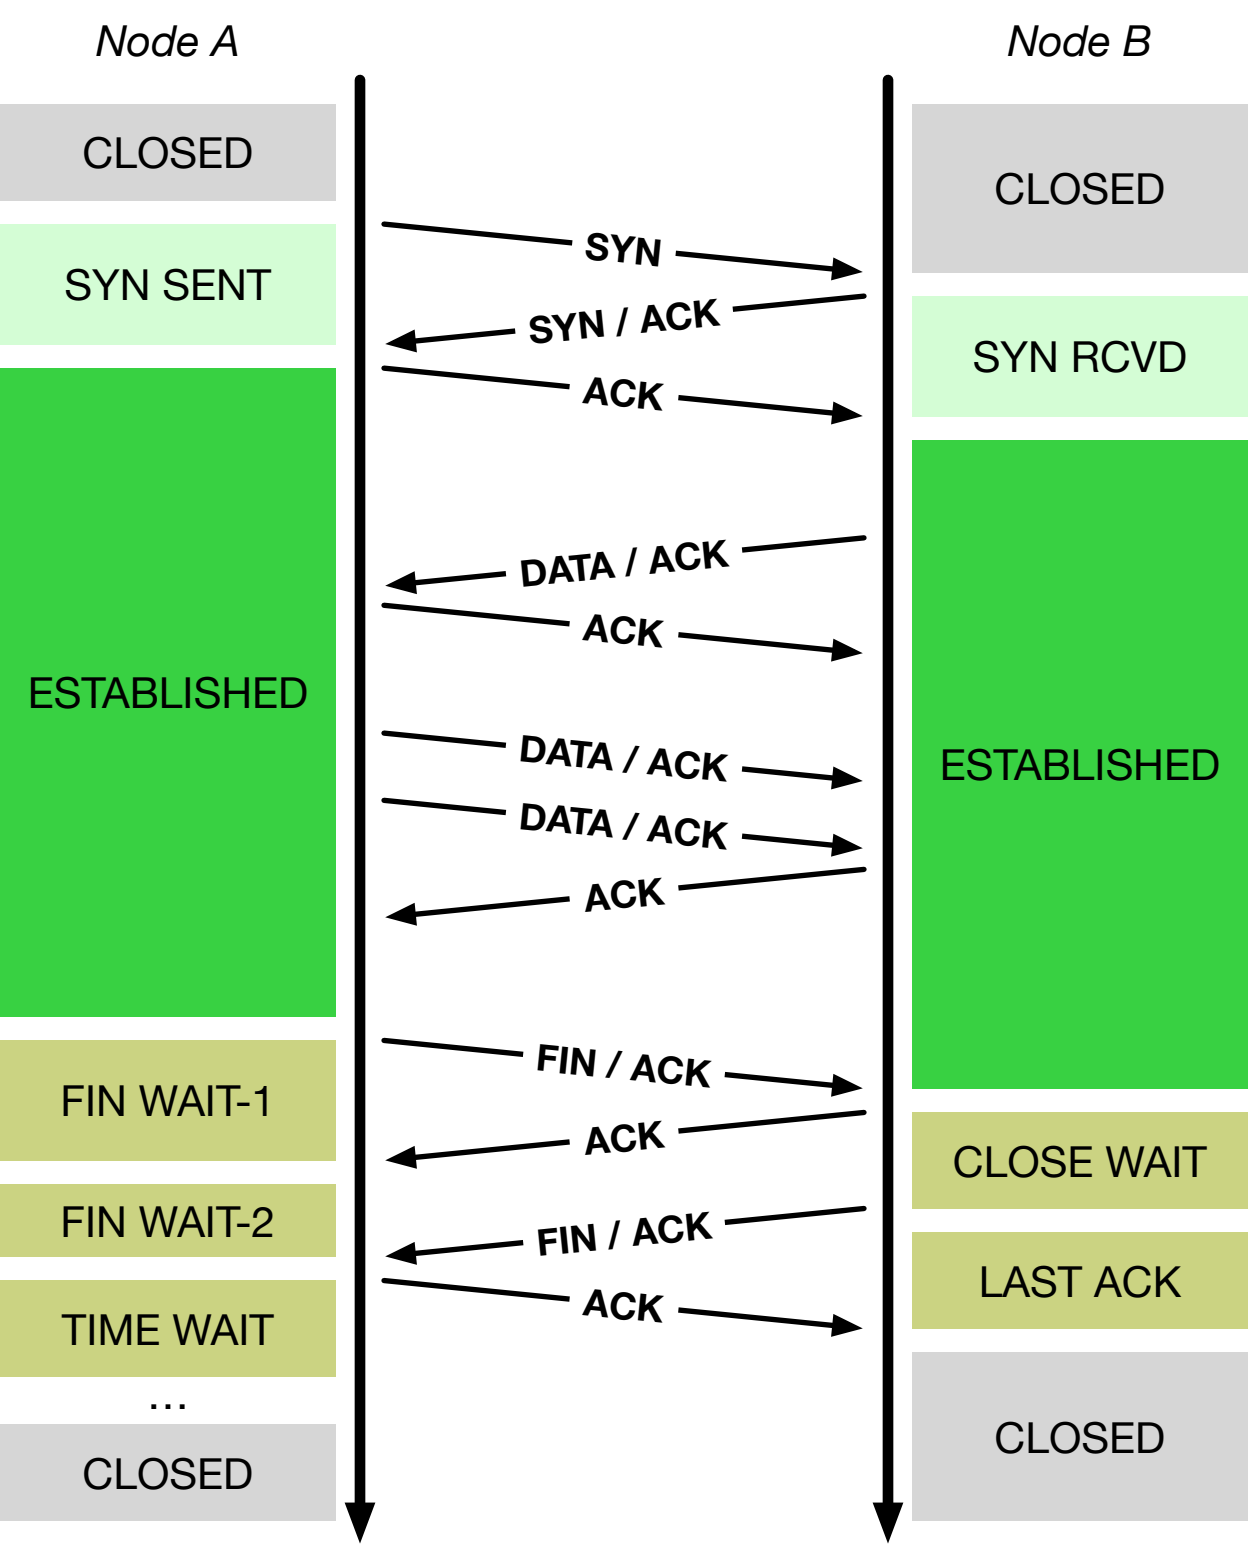 Node A
Node B
CLOSED
CLOSED
SYN
SYN SENT
SYN / ACK
SYN RCVD
ACK
DATA / ACK
ACK
ESTABLISHED
DATA / ACK
ESTABLISHED
DATA / ACK
ACK
FIN / ACK
FIN WAIT-1
ACK
CLOSE WAIT
FIN WAIT-2
FIN / ACK
LAST ACK
ACK
TIME WAIT
...
CLOSED
CLOSED